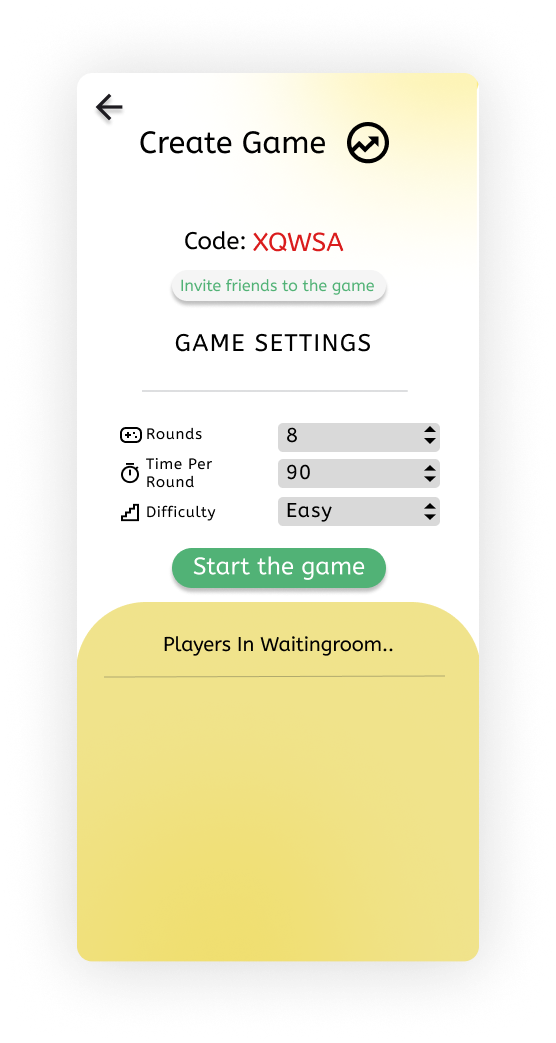 Create Game
Code: XQWSA
Invite friends to the game
GAME SETTINGS
Rounds 8
Time Per
Round 90
Difficulty Easy
Start the game
Players In Waitingroom..